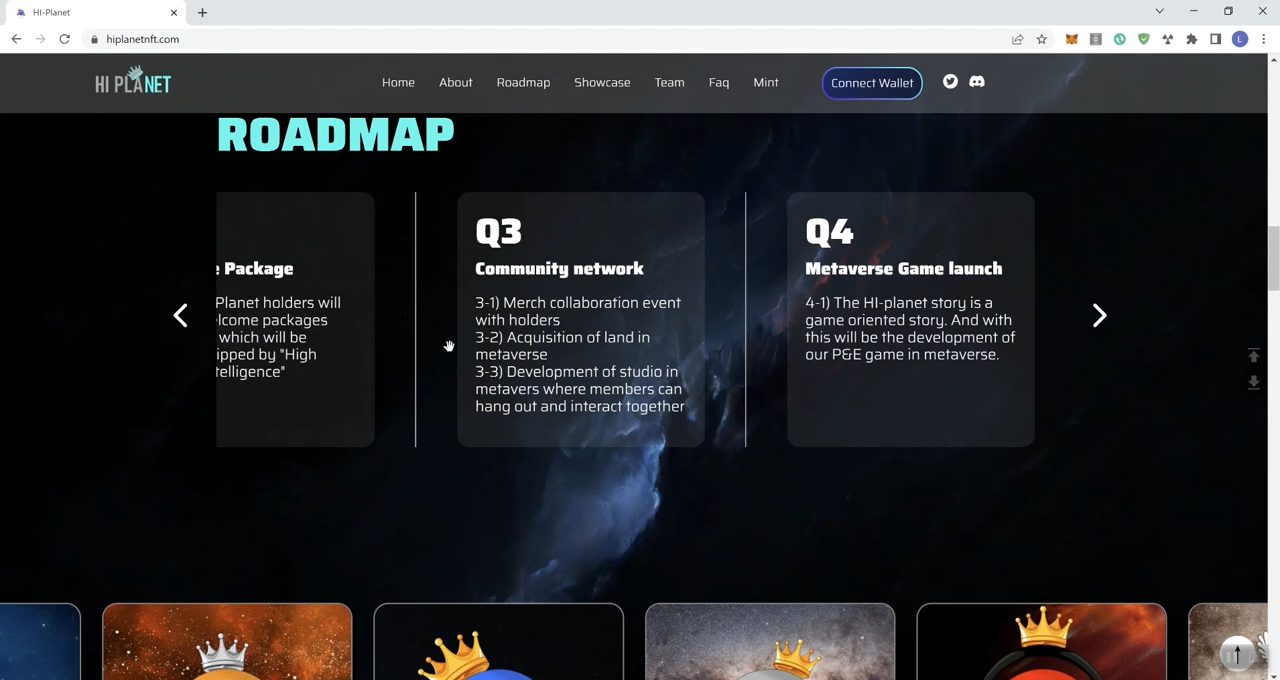 HI-Planet
hiplanetnft.com
L
HI PLANET
Home
About
Roadmap
Showcase
Team
Faq
Mint
Connect Wallet
ROADMAP
e Package
Planet holders will
lcome packages
which will be
ipped by "High
telligence"
Q3
Community network
3-1) Merch collaboration event
with holders
3-2) Acquisition of land in
metaverse
3-3) Development of studio in
metavers where members can
hang out and interact together
Q4
Metaverse Game launch
4-1) The HI-planet story is a
game oriented story. And with
this will be the development of
our P&E game in metaverse.